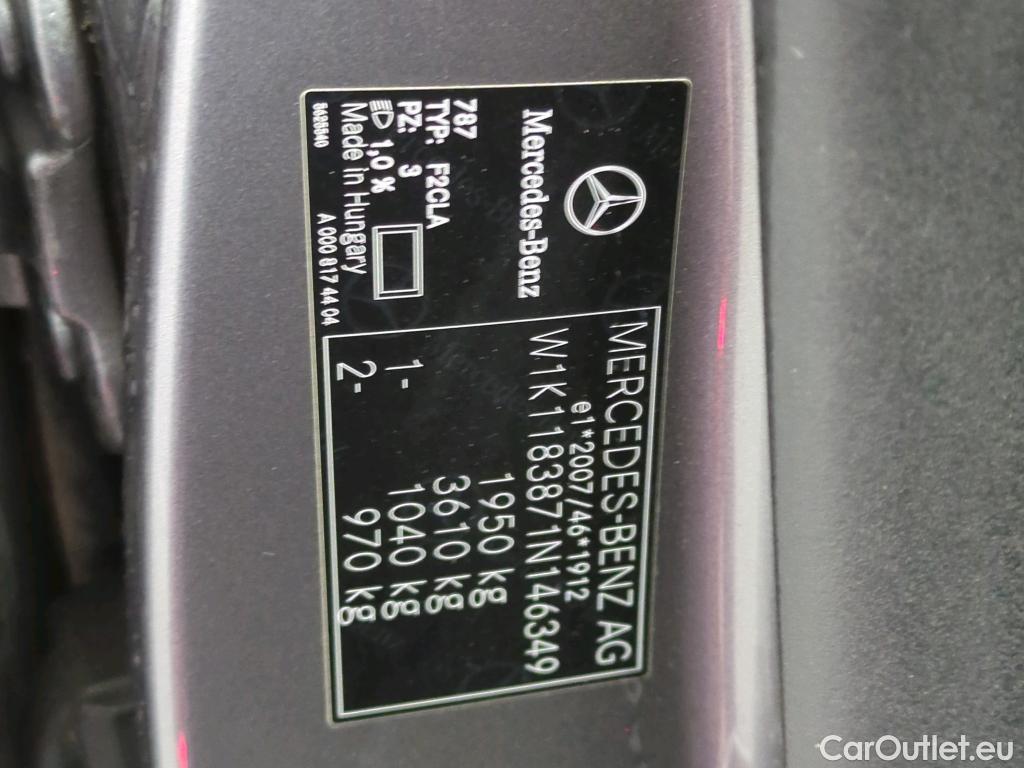 Mercedes-Benz
787
TYP: F2CLA
PZ: 3
1,0 %
Made in Hungary
A 000 817 44 04
MERCEDES-BENZ AG
e1*2007/46*1912
W1K1183871N146349
1950 kg
3610 kg
1- 1040 kg
2- 970 kg
CarOutlet.eu